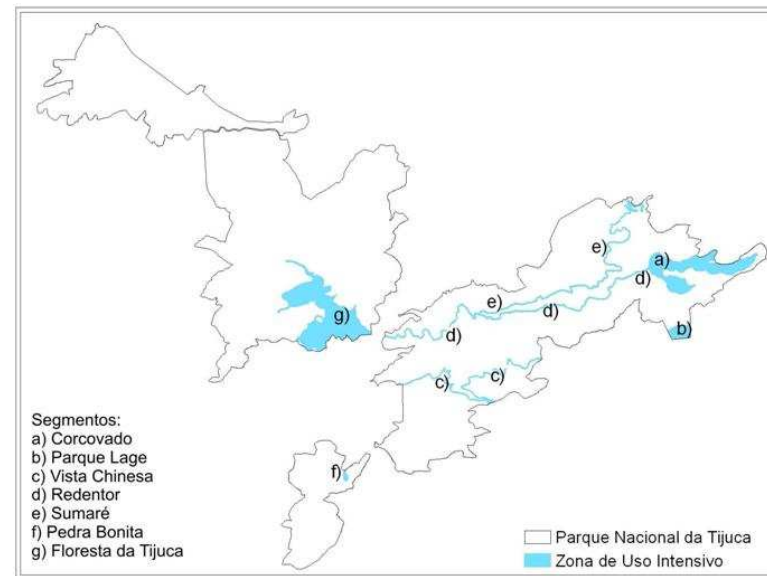 e)
a)
d)
e)
d)
g)
d)
b)
c)
c)
f)
Segmentos:
a) Corcovado
b) Parque Lage
c) Vista Chinesa
d) Redentor
e) Sumaré
f) Pedra Bonita
g) Floresta da Tijuca
Parque Nacional da Tijuca
Zona de Uso Intensivo